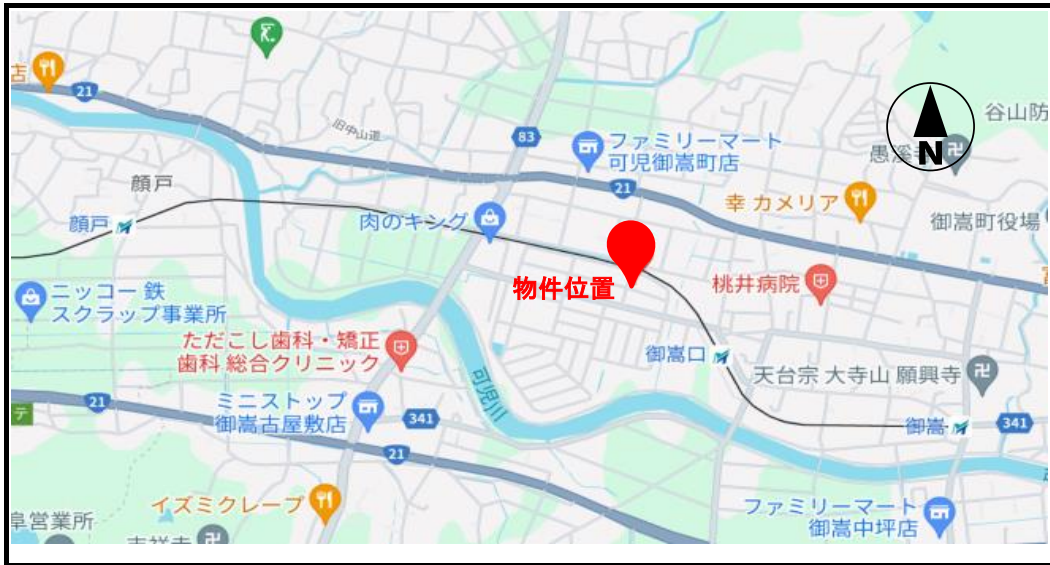 店
21
旧中山道
83
ファミリーマート
可児御嵩町店
谷山防
N
愚溪寺
顔戸
21
幸 カメリア
顔戸
肉のキング
御嵩町役場
物件位置
桃井病院
ニッコー 鉄
スクラップ事業所
ただこし歯科・矯正
歯科 総合クリニック
御嵩口
天台宗 大寺山 願興寺
可児川
21
ミニストップ
御嵩古屋敷店
341
御嵩
341
テ
21
イズミクレープ
ファミリーマート
御嵩中坪店
阜営業所